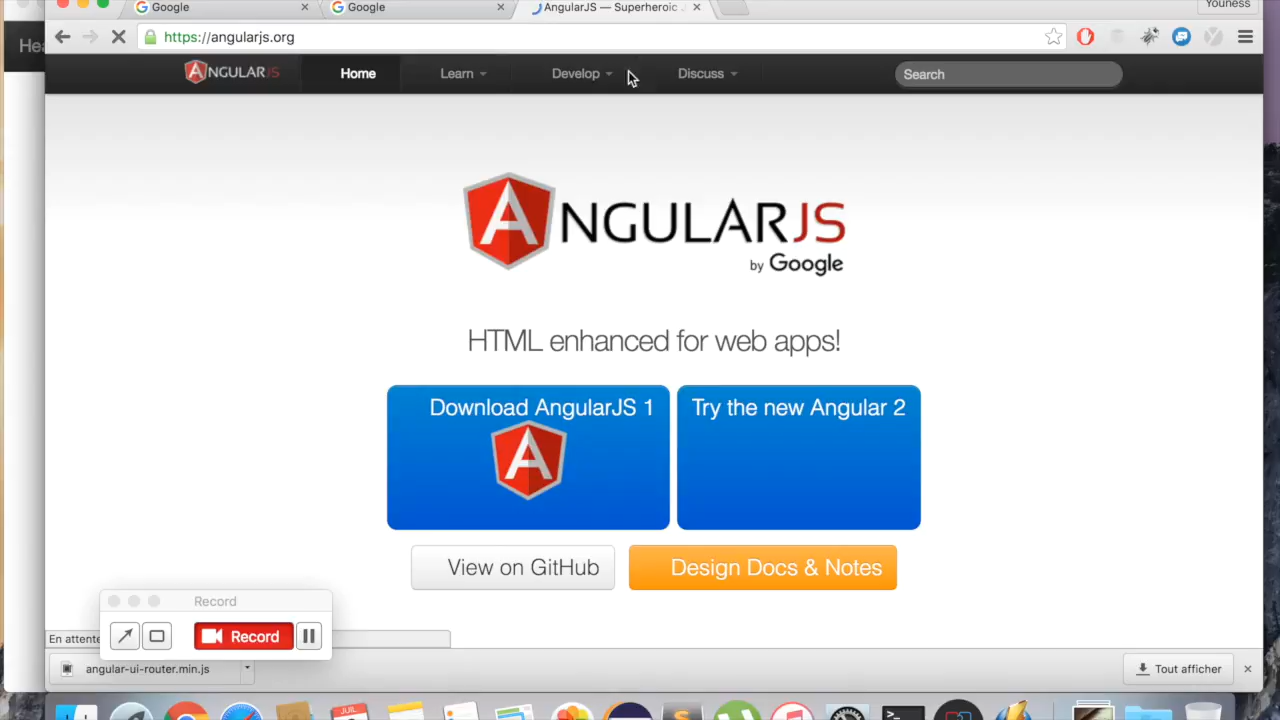 Google
Google
AngularJS — Superheroic
Youness
https://angularjs.org
Hea
ANGULARJS
Home
Learn
Develop
Discuss
Search
ANGULARJS
by Google
HTML enhanced for web apps!
Download AngularJS 1
Try the new Angular 2
View on GitHub
Design Docs & Notes
Record
Record
En attente
angular-ui-router.min.js
Tout afficher
JUIL.